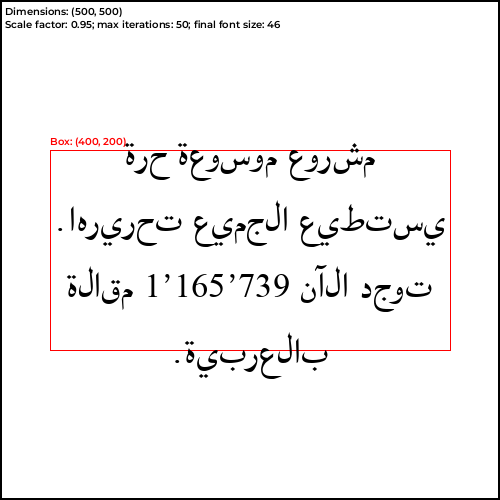 Dimensions: (500, 500)
Scale factor: 0.95; max iterations: 50; final font size: 46
Box: (400, 200)
مشروع موسوعة حرة
يستطيع الجميع تحريرها.
توجد الآن 1’165’739 مقالة
بالعربية.